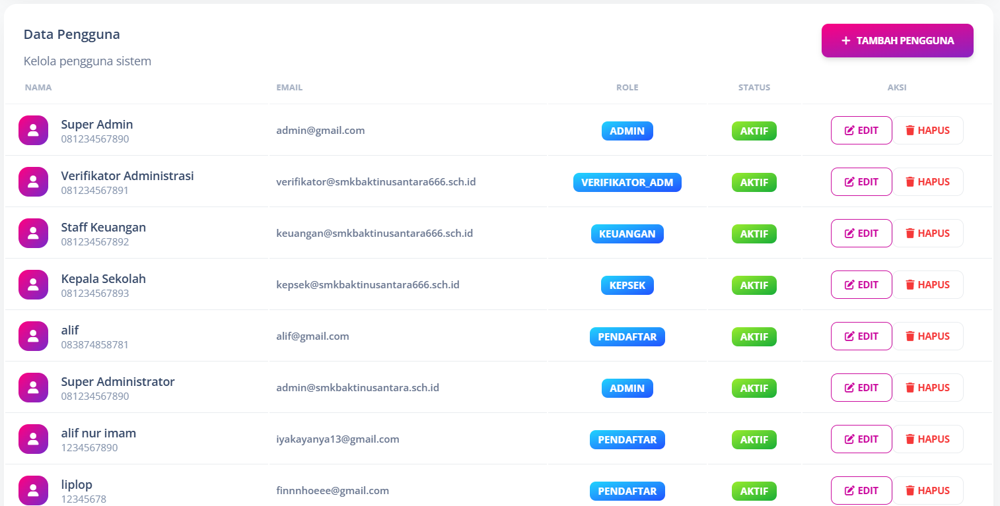 Data Pengguna
TAMBAH PENGGUNA
Kelola pengguna sistem
NAMA EMAIL ROLE STATUS AKSI
Super Admin
081234567890
admin@gmail.com ADMIN AKTIF EDIT HAPUS
Verifikator Administrasi
081234567891
verifikator@smkbaktinusantara666.sch.id VERIFIKATOR_ADM AKTIF EDIT HAPUS
Staff Keuangan
081234567892
keuangan@smkbaktinusantara666.sch.id KEUANGAN AKTIF EDIT HAPUS
Kepala Sekolah
081234567893
kepsek@smkbaktinusantara666.sch.id KEPSEK AKTIF EDIT HAPUS
alif
083874858781
alif@gmail.com PENDAFTAR AKTIF EDIT HAPUS
Super Administrator
081234567890
admin@smkbaktinusantara.sch.id ADMIN AKTIF EDIT HAPUS
alif nur imam
1234567890
iyakayanya13@gmail.com PENDAFTAR AKTIF EDIT HAPUS
liplop
12345678
finnnhoeee@gmail.com PENDAFTAR AKTIF EDIT HAPUS